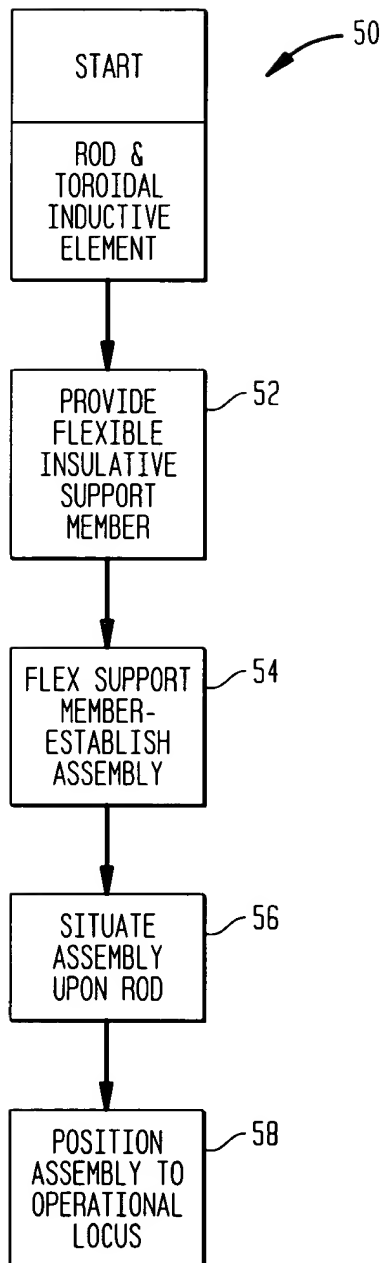 50
START
ROD &
TOROIDAL
INDUCTIVE
ELEMENT
52
PROVIDE
FLEXIBLE
INSULATIVE
SUPPORT
MEMBER
54
FLEX SUPPORT
MEMBER-
ESTABLISH
ASSEMBLY
56
SITUATE
ASSEMBLY
UPON ROD
58
POSITION
ASSEMBLY TO
OPERATIONAL
LOCUS